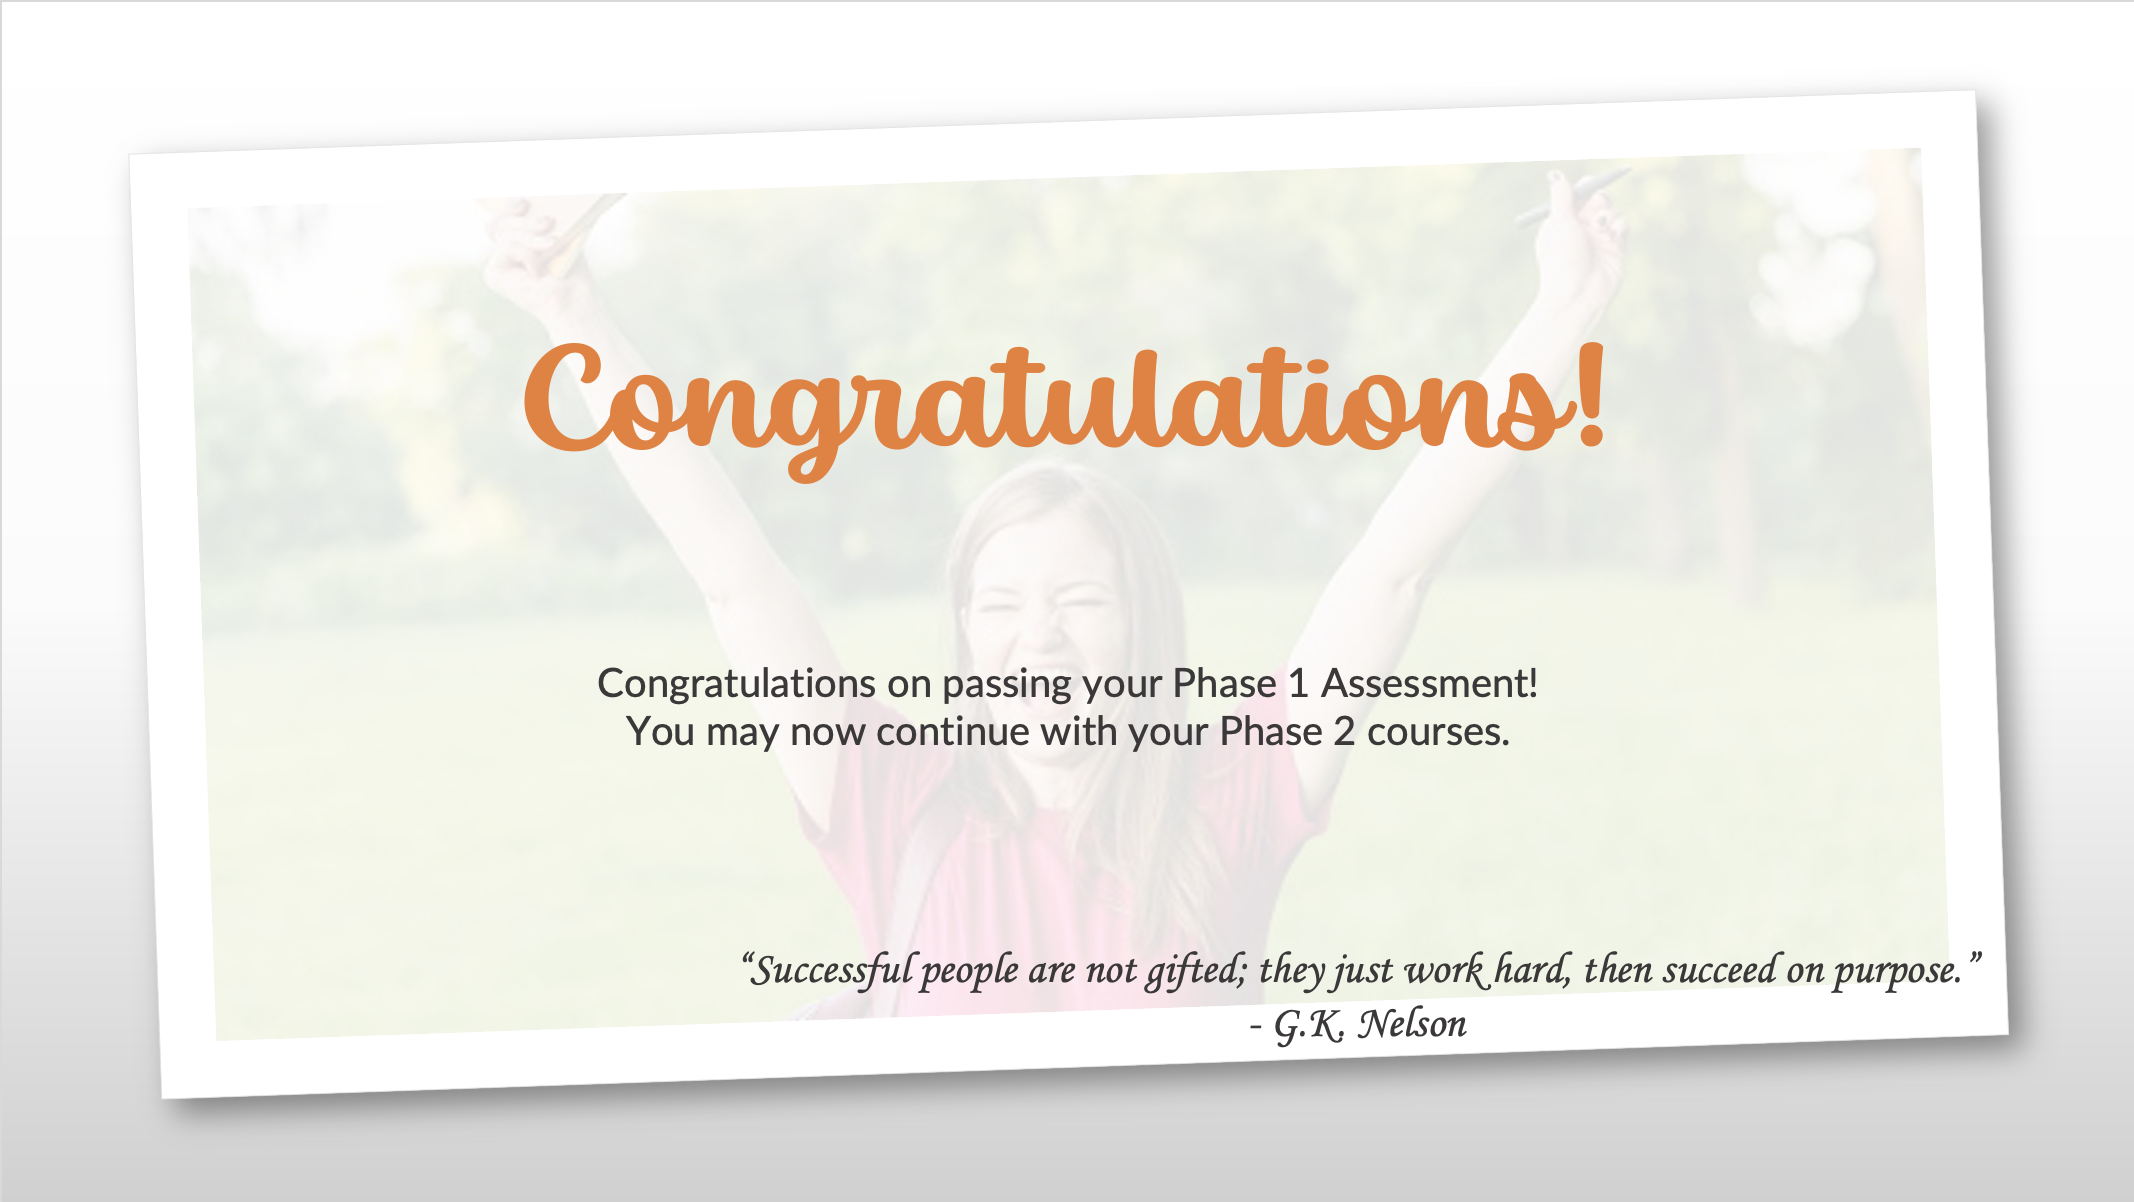 Congratulations!
Congratulations on passing your Phase 1 Assessment!
You may now continue with your Phase 2 courses.
“Successful people are not gifted; they just work hard, then succeed on purpose.”
- G.K. Nelson